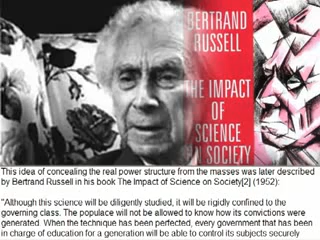 BERTRAND
RUSSELL
THE IMPACT
OF
SCIENCE
ON SOCIETY
This idea of concealing the real power structure from the masses was later described
by Bertrand Russell in his book The Impact of Science on Society[2] (1952):
"Although this science will be diligently studied, it will be rigidly confined to the
governing class. The populace will not be allowed to know how its convictions were
generated. When the technique has been perfected, every government that has been
in charge of education for a generation will be able to control its subjects securely